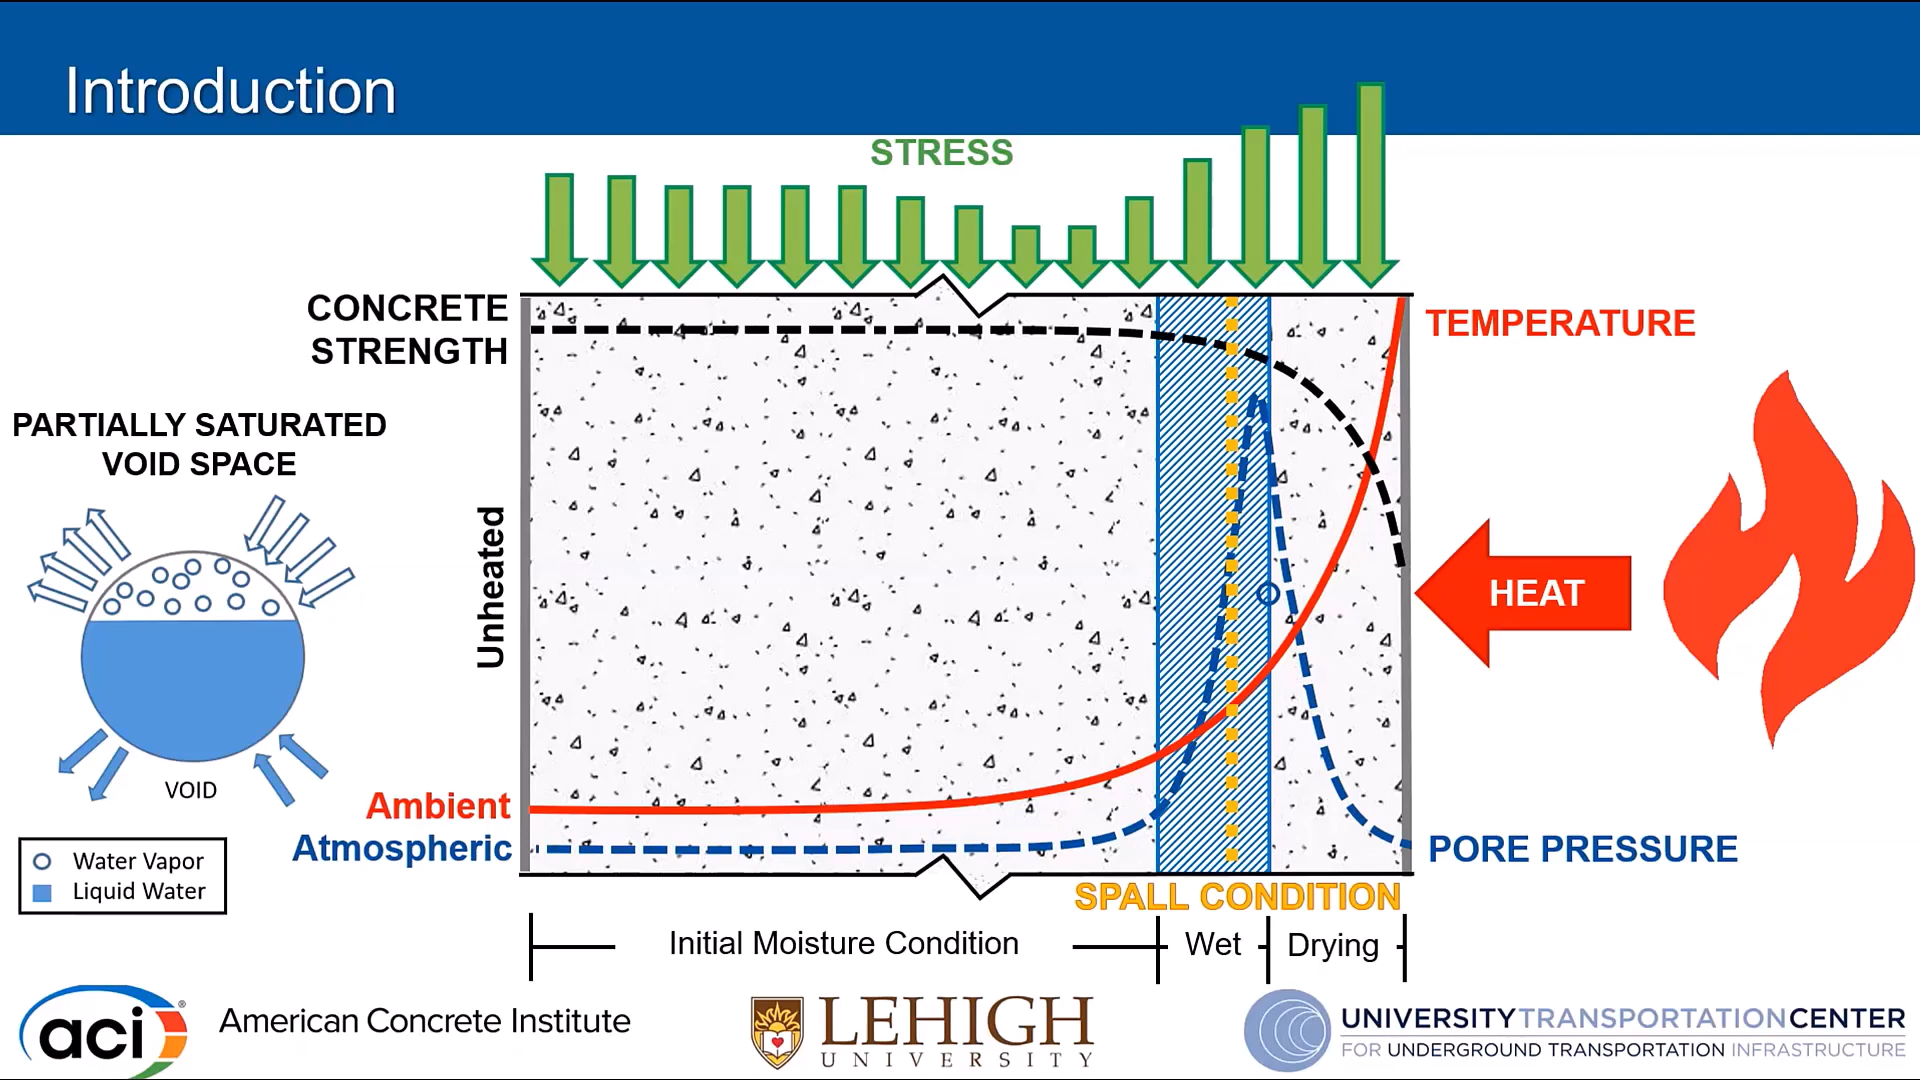 Introduction
STRESS
CONCRETE
STRENGTH
TEMPERATURE
PARTIALLY SATURATED
VOID SPACE
Unheated
HEAT
VOID
Ambient
Atmospheric
PORE PRESSURE
Water Vapor
Liquid Water
SPALL CONDITION
Initial Moisture Condition
Wet
Drying
aci®
American Concrete Institute
LEHIGH
UNIVERSITY
UNIVERSITYTRANSPORTATIONCENTER
FOR UNDERGROUND TRANSPORTATION INFRASTRUCTURE